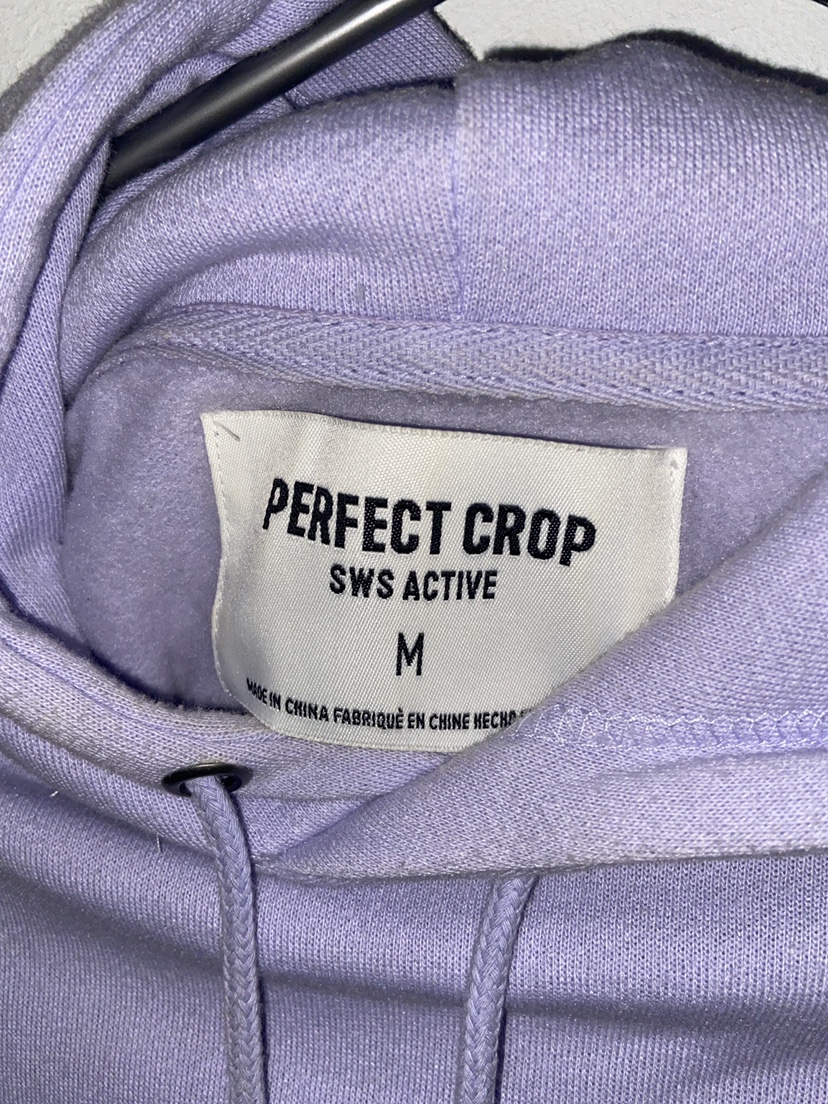 PERFECT CROP
SWS ACTIVE
M
MADE IN CHINA FABRIQUÈ EN CHINE HECHO